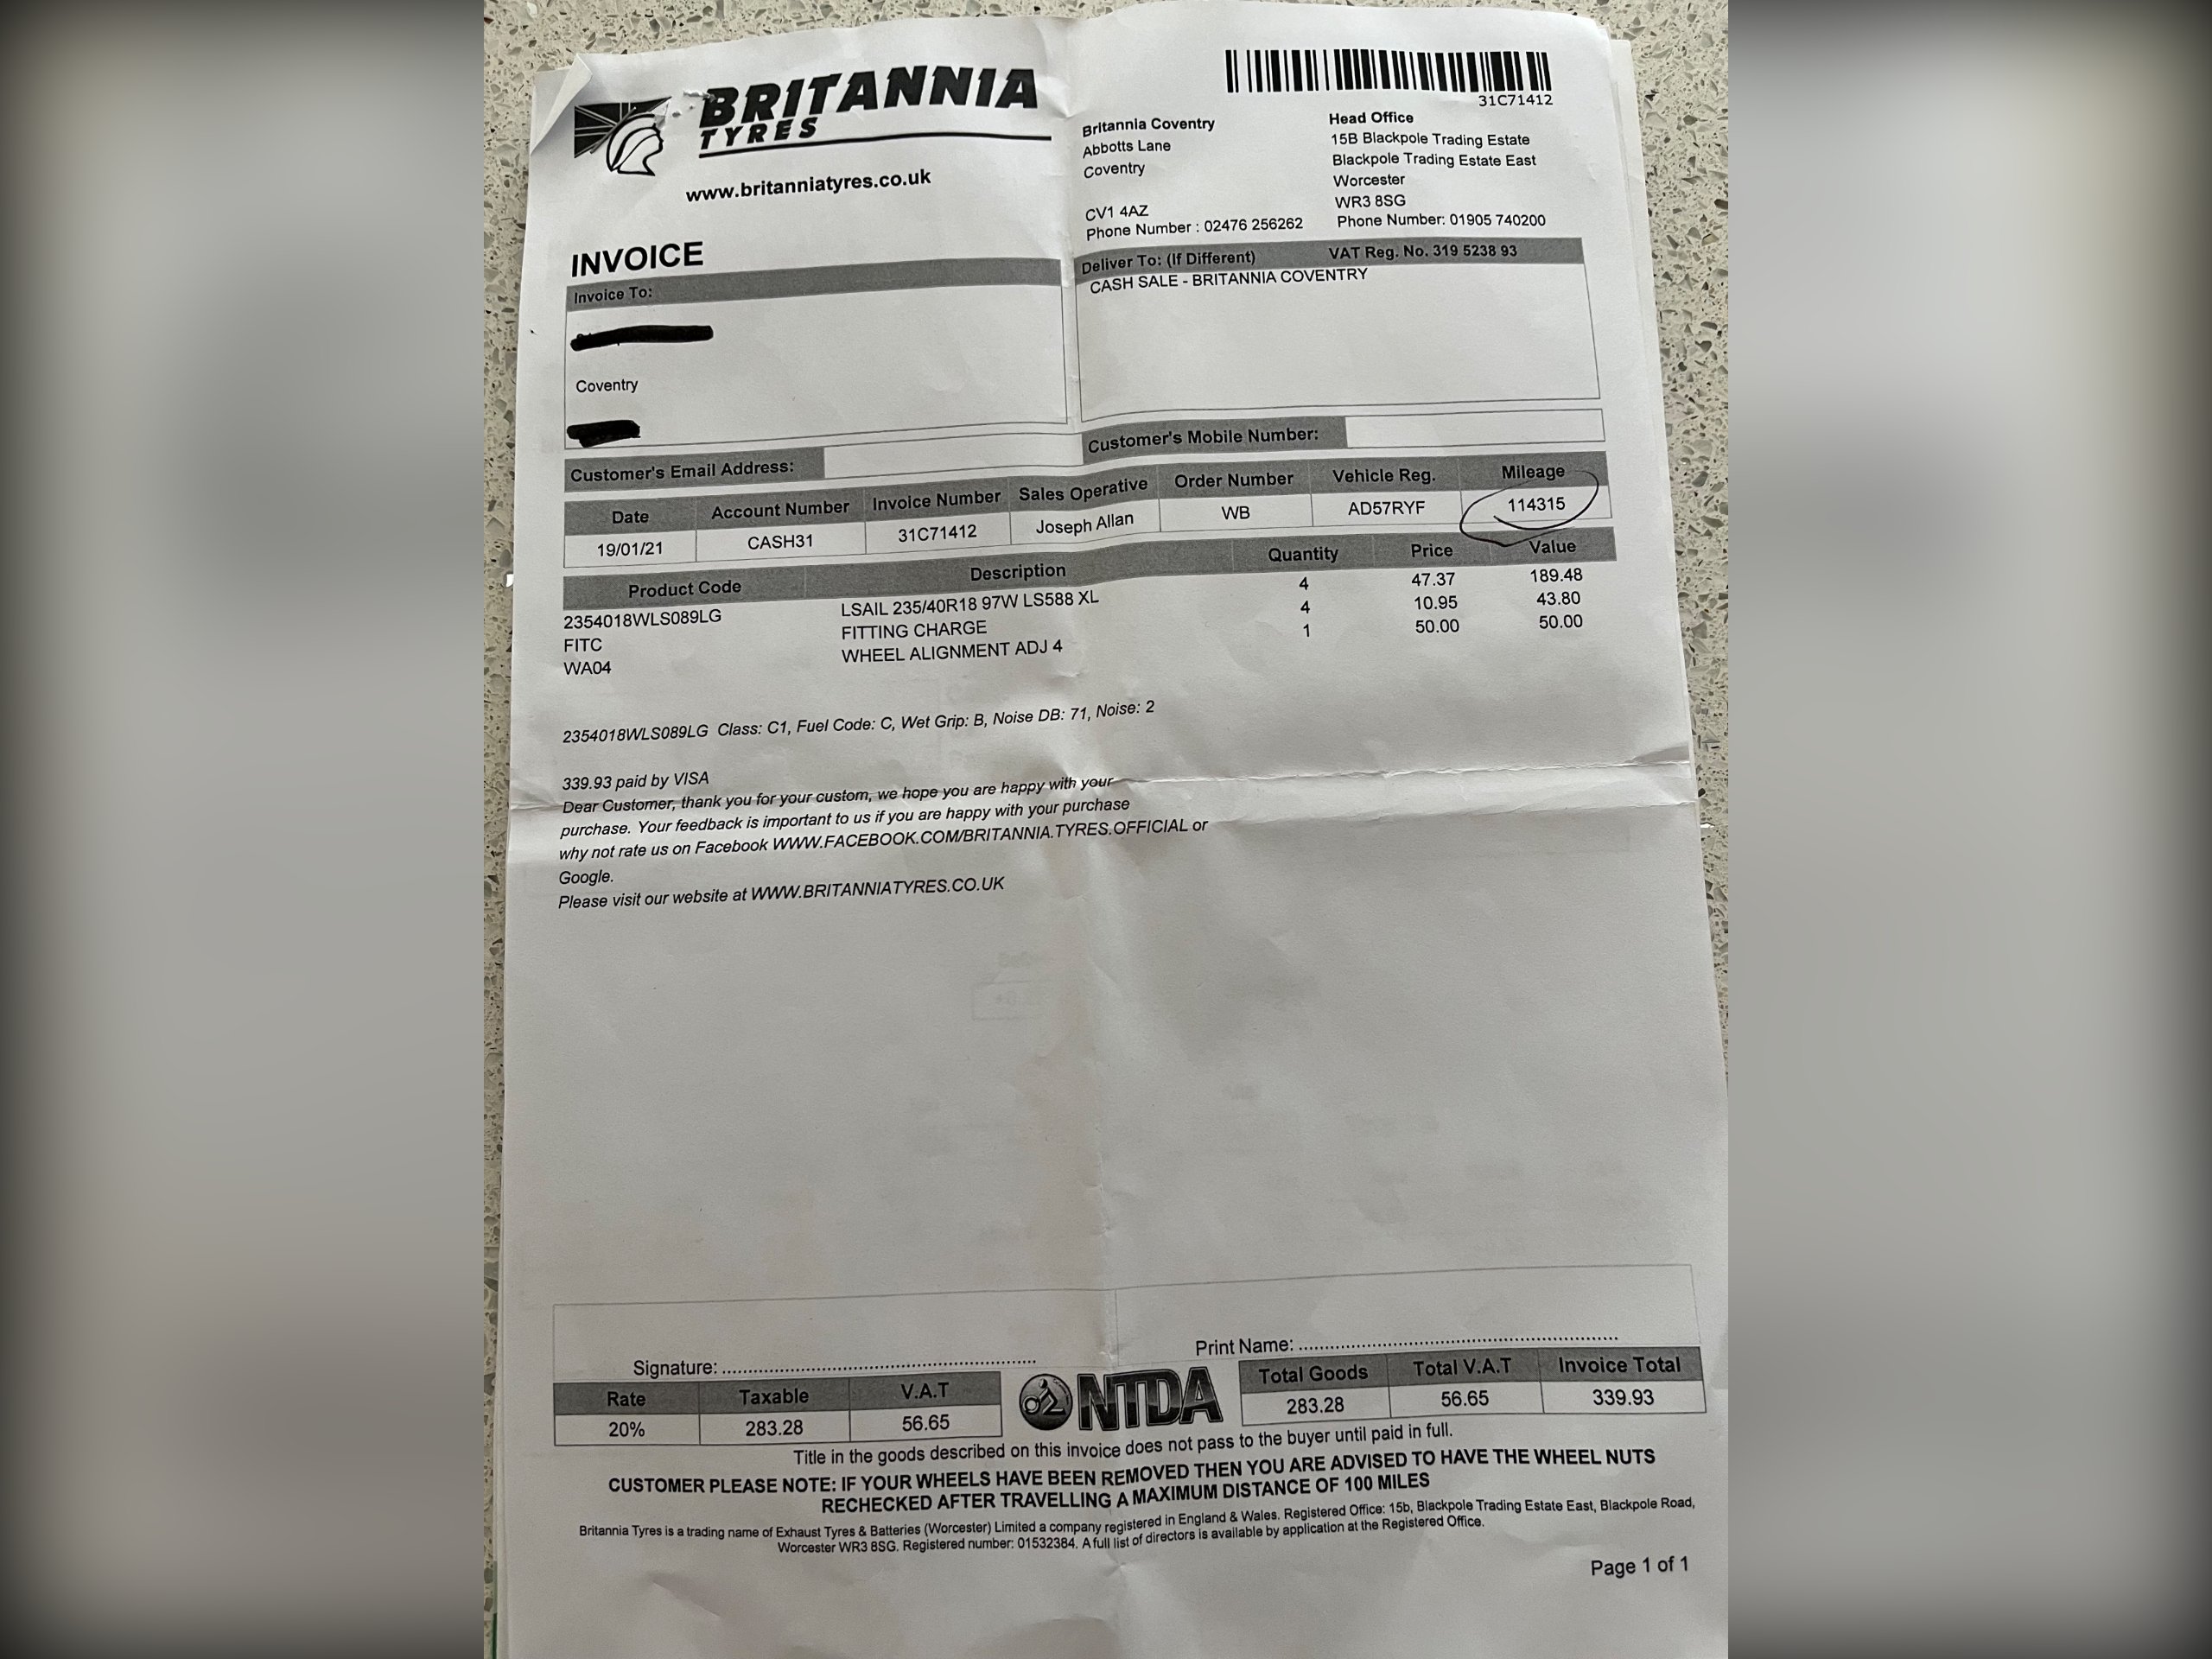 BRITANNIA
TYRES
www.britanniatyres.co.uk
31C71412
Britannia Coventry
Abbotts Lane
Coventry
CV1 4AZ
Phone Number : 02476 256262
Head Office
15B Blackpole Trading Estate
Blackpole Trading Estate East
Worcester
WR3 8SG
Phone Number: 01905 740200
INVOICE
Invoice To:
Coventry
Deliver To: (If Different) VAT Reg. No. 319 5238 93
CASH SALE - BRITANNIA COVENTRY
Customer's Email Address:
Customer's Mobile Number:
Date Account Number Invoice Number Sales Operative Order Number Vehicle Reg. Mileage
19/01/21 CASH31 31C71412 Joseph Allan WB AD57RYF 114315
Product Code Description Quantity Price Value
2354018WLS089LG LSAIL 235/40R18 97W LS588 XL 4 47.37 189.48
FITC FITTING CHARGE 4 10.95 43.80
WA04 WHEEL ALIGNMENT ADJ 4 1 50.00 50.00
2354018WLS089LG Class: C1, Fuel Code: C, Wet Grip: B, Noise DB: 71, Noise: 2
339.93 paid by VISA
Dear Customer, thank you for your custom, we hope you are happy with your
purchase. Your feedback is important to us if you are happy with your purchase
why not rate us on Facebook WWW.FACEBOOK.COM/BRITANNIA.TYRES.OFFICIAL or
Google.
Please visit our website at WWW.BRITANNIATYRES.CO.UK
Signature: ............................................................
Print Name: ............................................................
Rate Taxable V.A.T
20% 283.28 56.65
NTDA
Total Goods Total V.A.T Invoice Total
283.28 56.65 339.93
Title in the goods described on this invoice does not pass to the buyer until paid in full.
CUSTOMER PLEASE NOTE: IF YOUR WHEELS HAVE BEEN REMOVED THEN YOU ARE ADVISED TO HAVE THE WHEEL NUTS
RECHECKED AFTER TRAVELLING A MAXIMUM DISTANCE OF 100 MILES
Britannia Tyres is a trading name of Exhaust Tyres & Batteries (Worcester) Limited a company registered in England & Wales. Registered Office: 15b, Blackpole Trading Estate East, Blackpole Road,
Worcester WR3 8SG. Registered number: 01532384. A full list of directors is available by application at the Registered Office.
Page 1 of 1